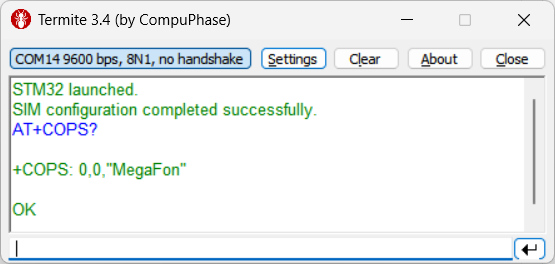 Termite 3.4 (by CompuPhase)
COM14 9600 bps, 8N1, no handshake Settings Clear About Close
STM32 launched.
SIM configuration completed successfully.
AT+COPS?
+COPS: 0,0,"MegaFon"
OK